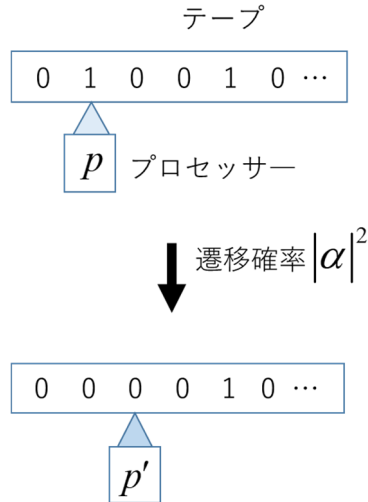 テープ
0 1 0 0 1 0 …
p プロセッサー
遷移確率|α|²
0 0 0 0 1 0 …
p′